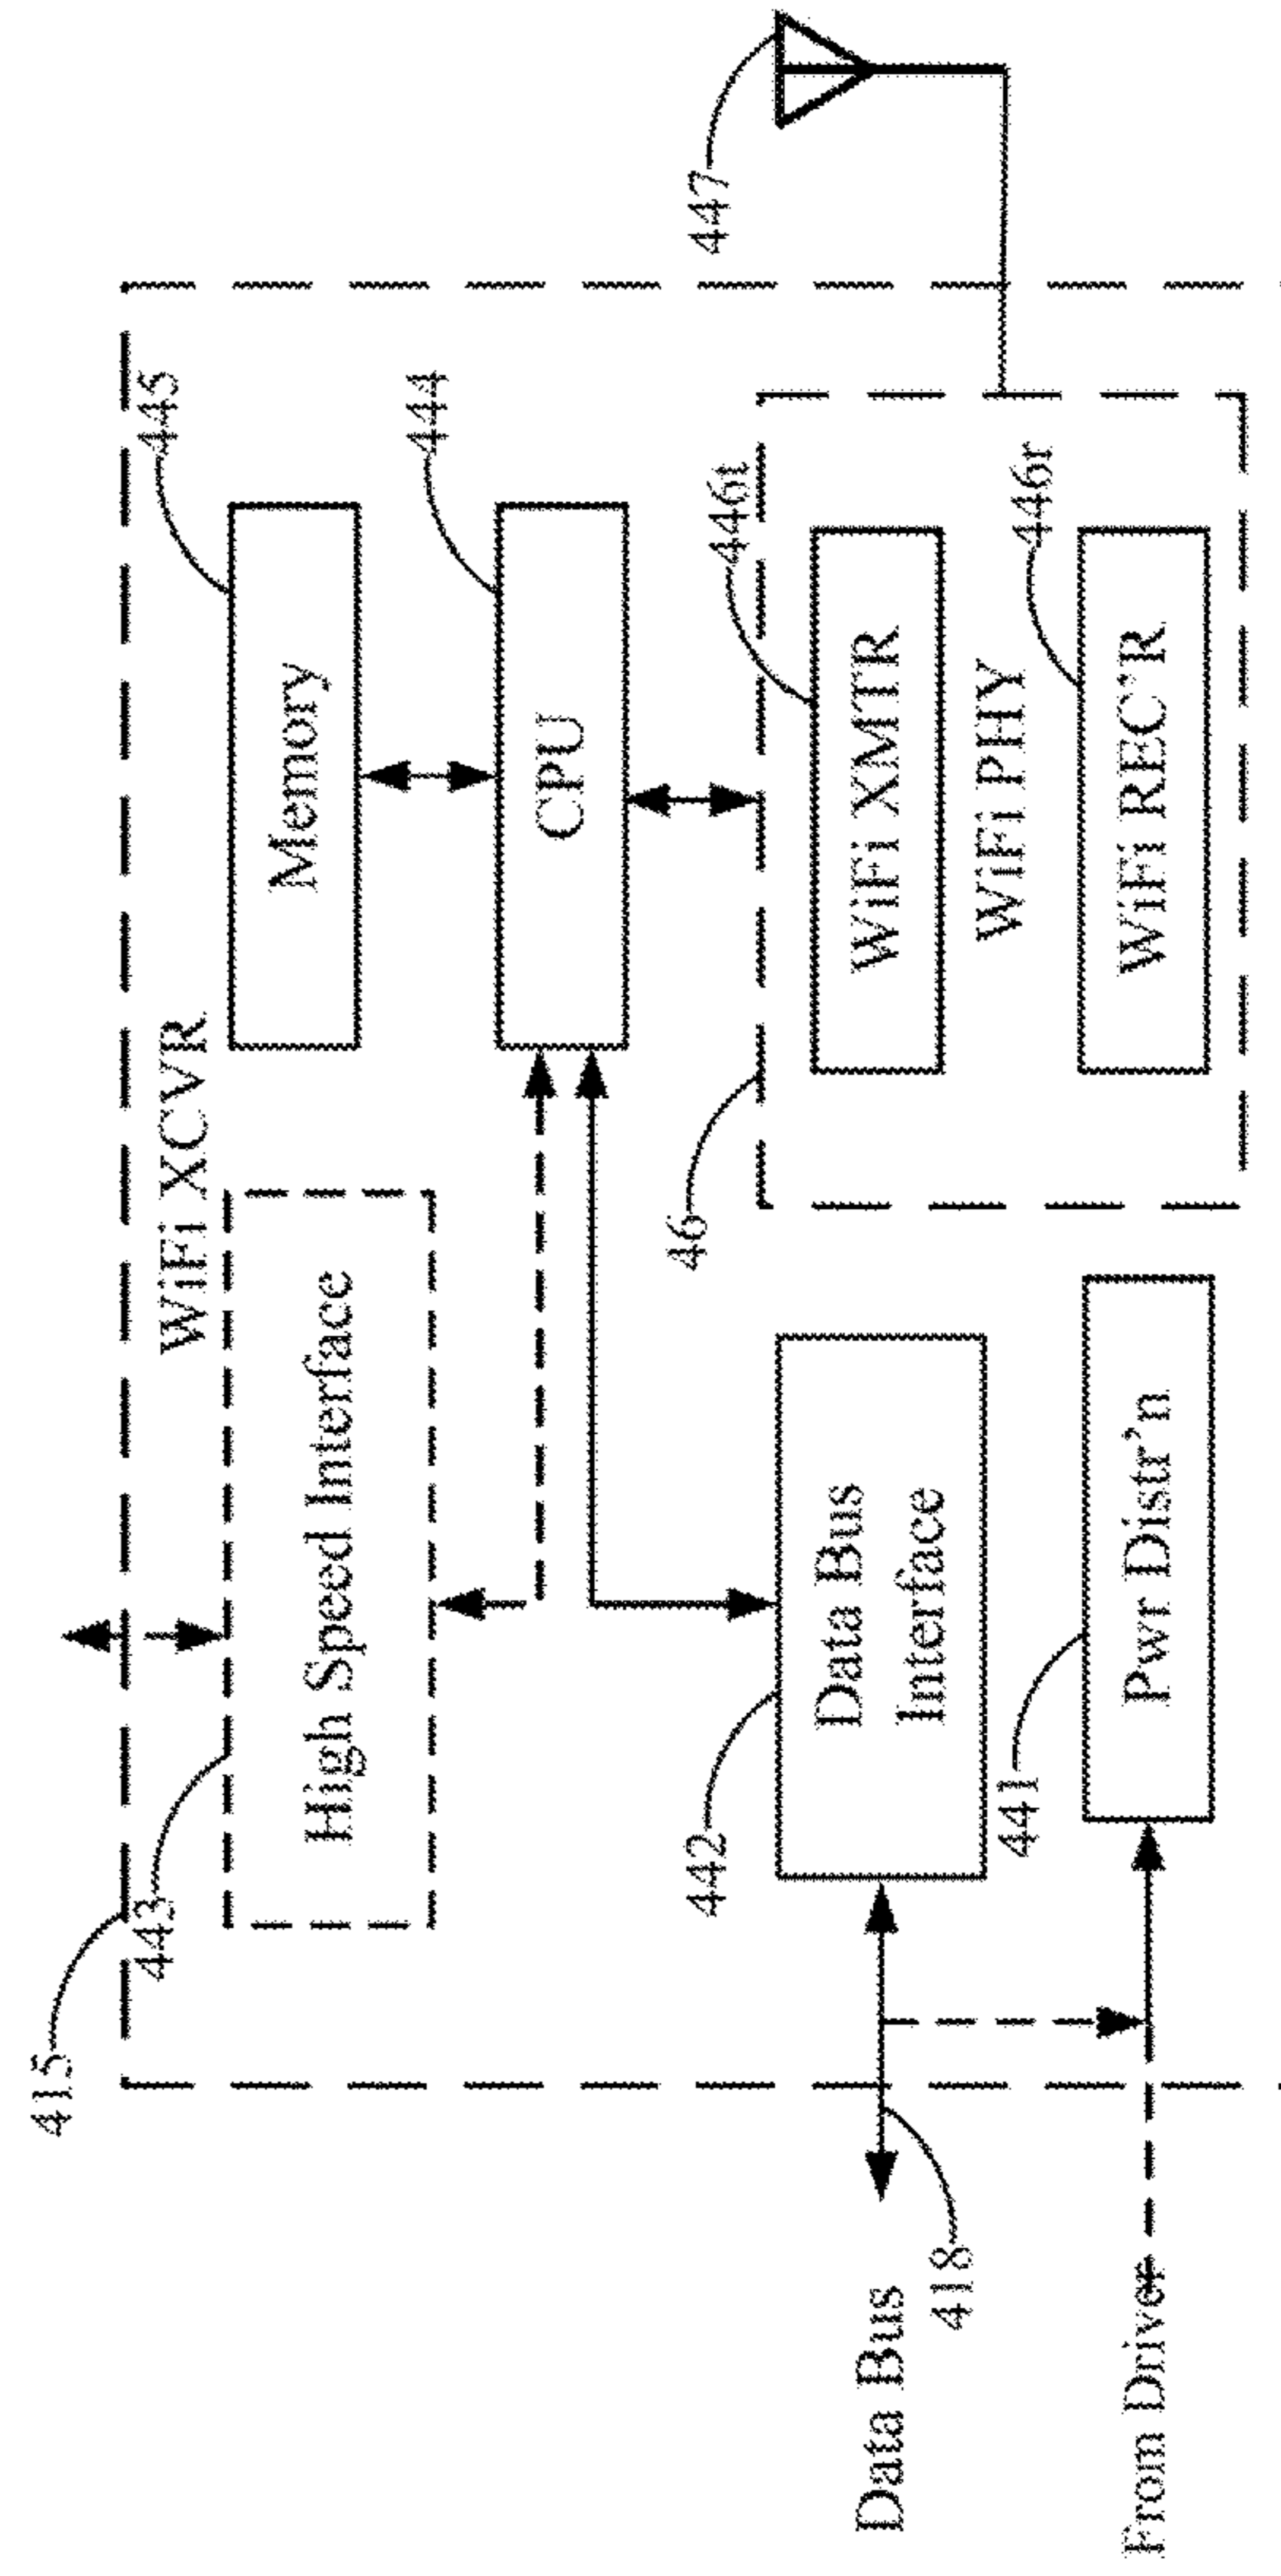 415
WiFi XCVR
443
445
High Speed Interface
Memory
444
CPU
442
46
446t
447
Data Bus
Interface
WiFi XMTR
Data Bus
418
WiFi PHY
441
446r
Pwr Distr’n
WiFi REC’R
From Driver